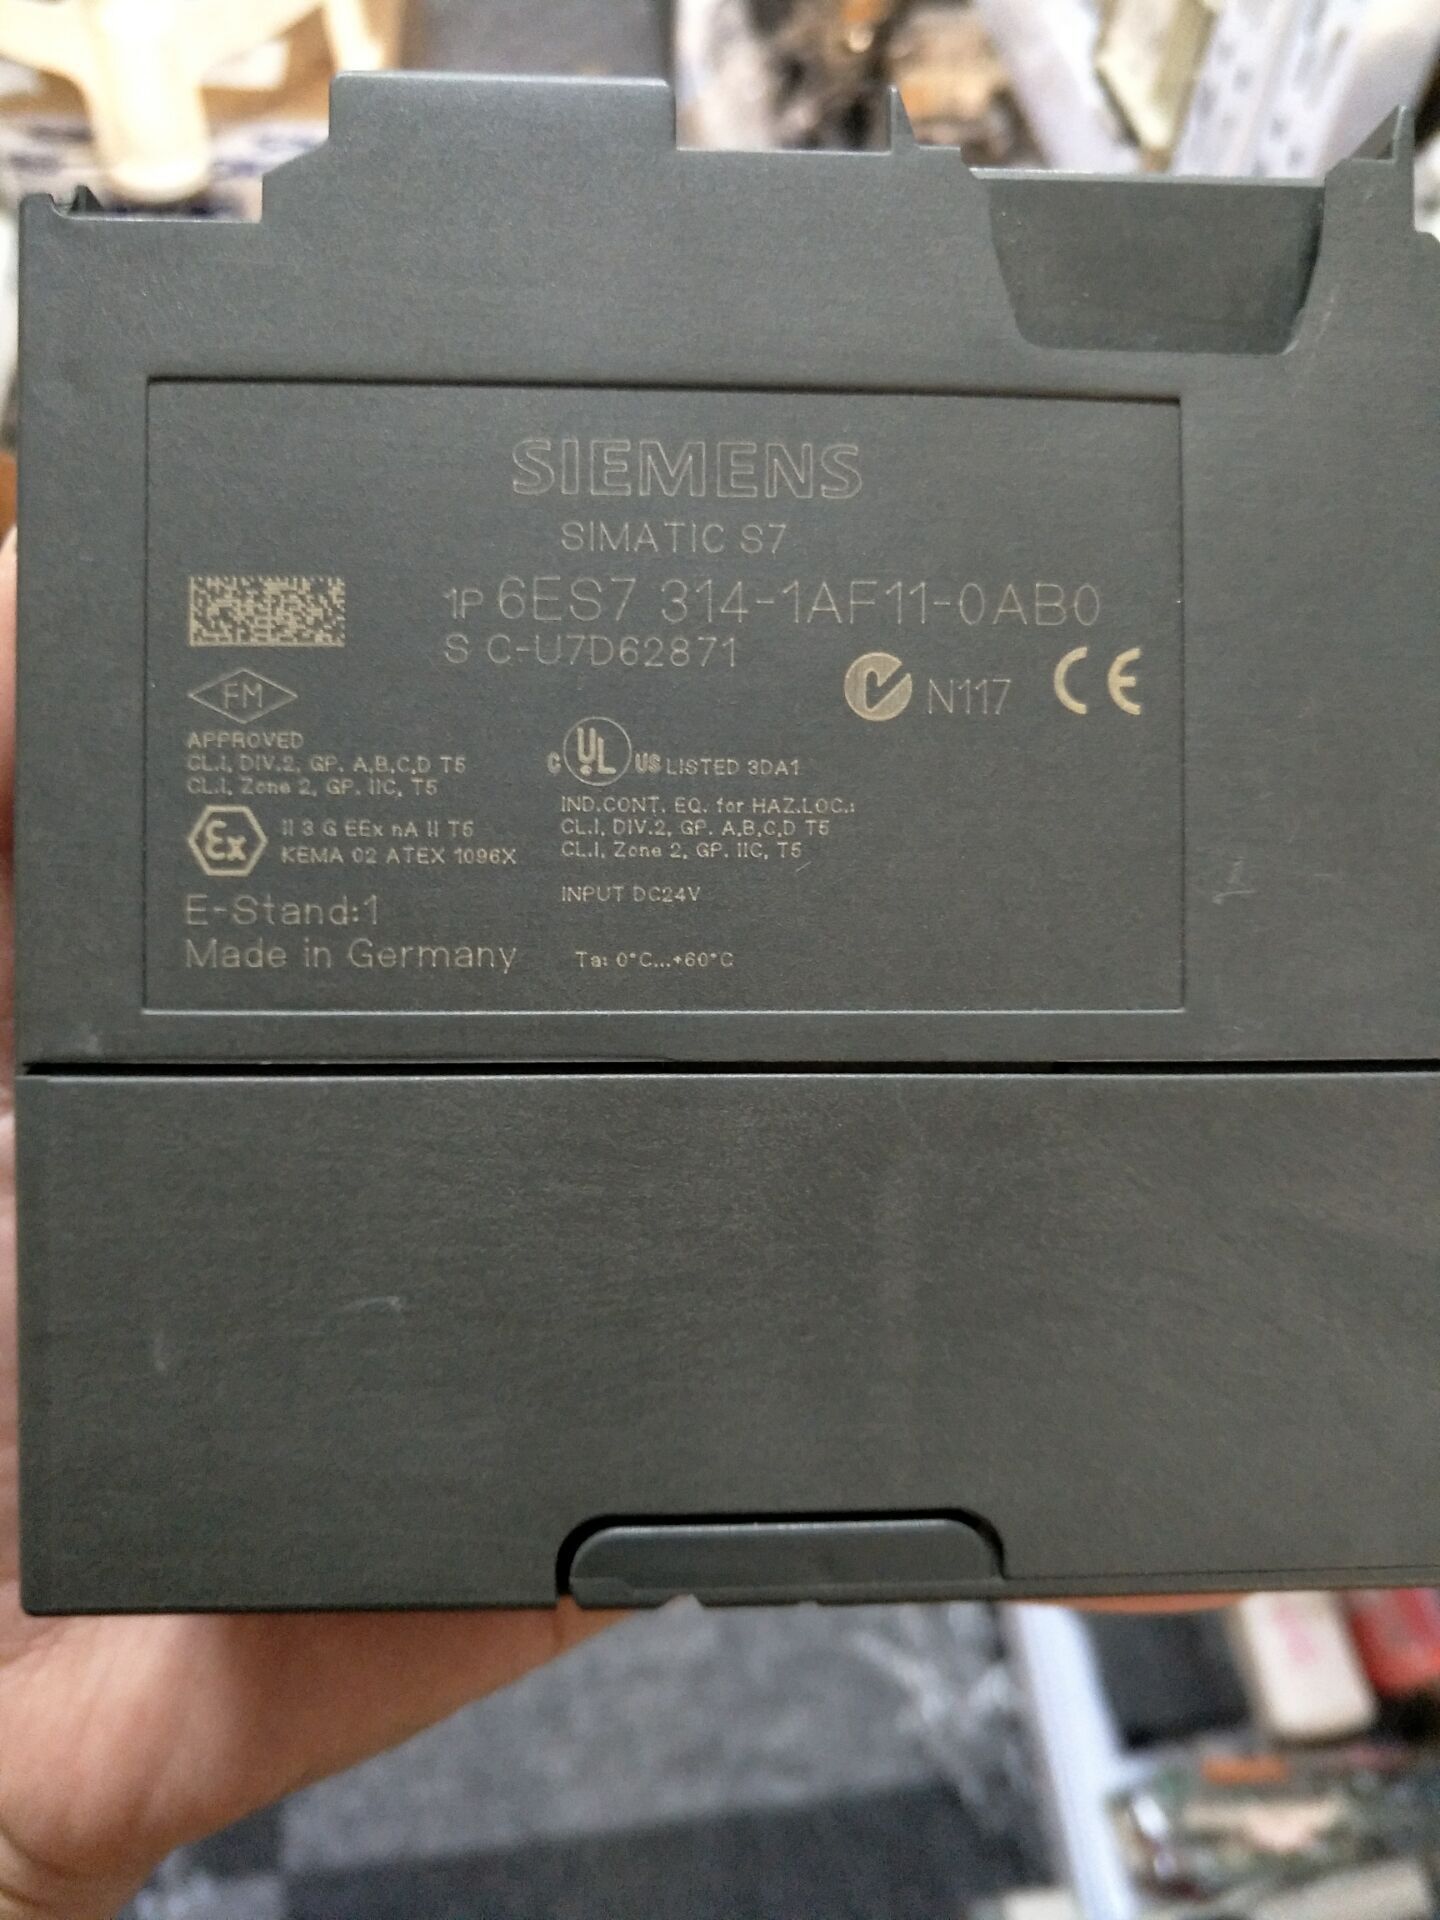 SIEMENS
SIMATIC S7
1P 6ES7 314-1AF11-0AB0
S C-U7D62871
N117 CE
FM
APPROVED
CL.I, DIV.2, GP. A,B,C,D T5
CL.I, Zone 2, GP. IIC, T5
C UL US LISTED 3DA1
IND.CONT. EQ. for HAZ.LOC.:
CL.I, DIV.2, GP. A,B,C,D T5
CL.I, Zone 2, GP. IIC, T5
Ex II 3 G EEx nA II T5
KEMA 02 ATEX 1096X
INPUT DC24V
E-Stand:1
Made in Germany
Ta: 0°C...+60°C